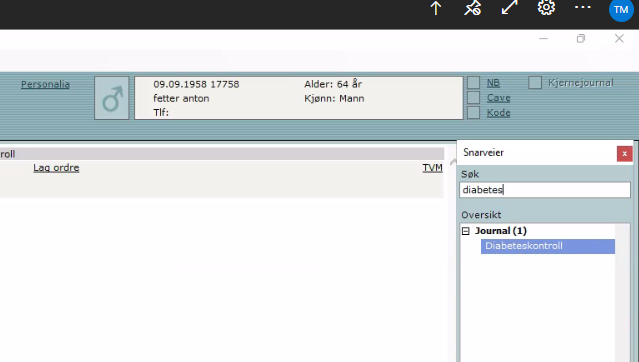 TM
Personalia
09.09.1958 17758
Alder: 64 år
fetter anton
Kjønn: Mann
Tlf:
NB
Cave
Kode
Kjernejournal
roll
Lag ordre
TVM
Snarveier
x
Søk
diabetes
Oversikt
Journal (1)
Diabeteskontroll